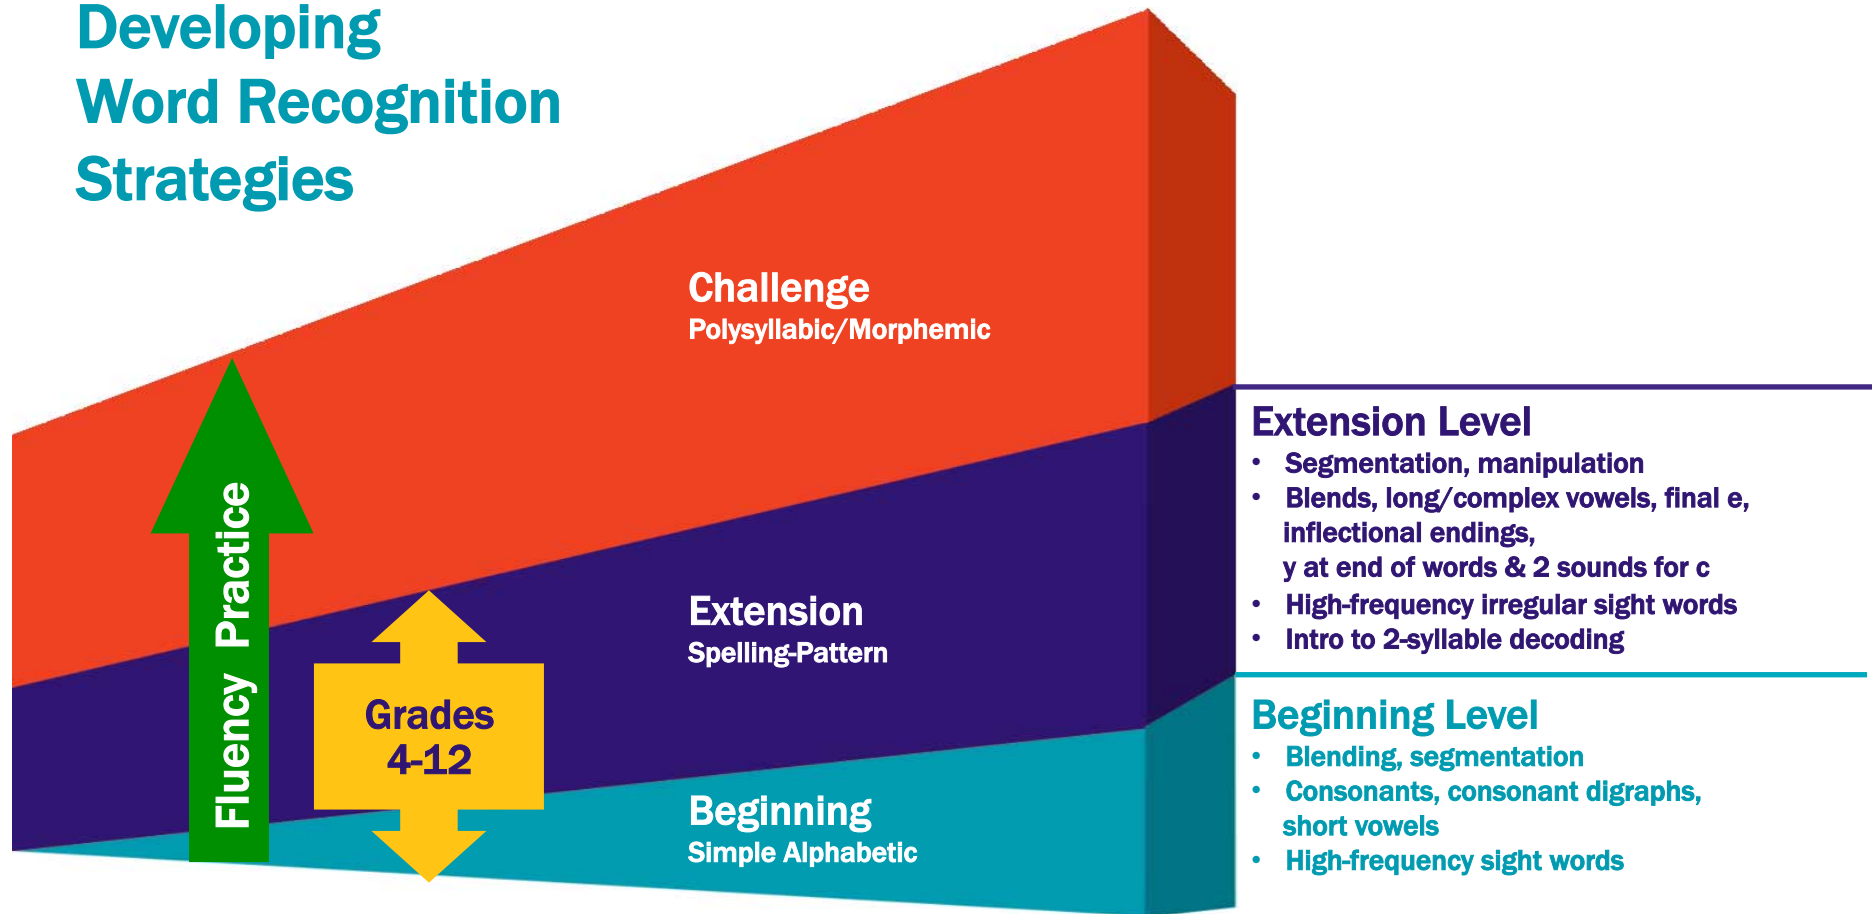 Developing
Word Recognition
Strategies
Challenge
Polysyllabic/Morphemic
Extension
Spelling-Pattern
Beginning
Simple Alphabetic
Fluency Practice
Grades
4-12
Extension Level
• Segmentation, manipulation
• Blends, long/complex vowels, final e,
inflectional endings,
y at end of words & 2 sounds for c
• High-frequency irregular sight words
• Intro to 2-syllable decoding
Beginning Level
• Blending, segmentation
• Consonants, consonant digraphs,
short vowels
• High-frequency sight words